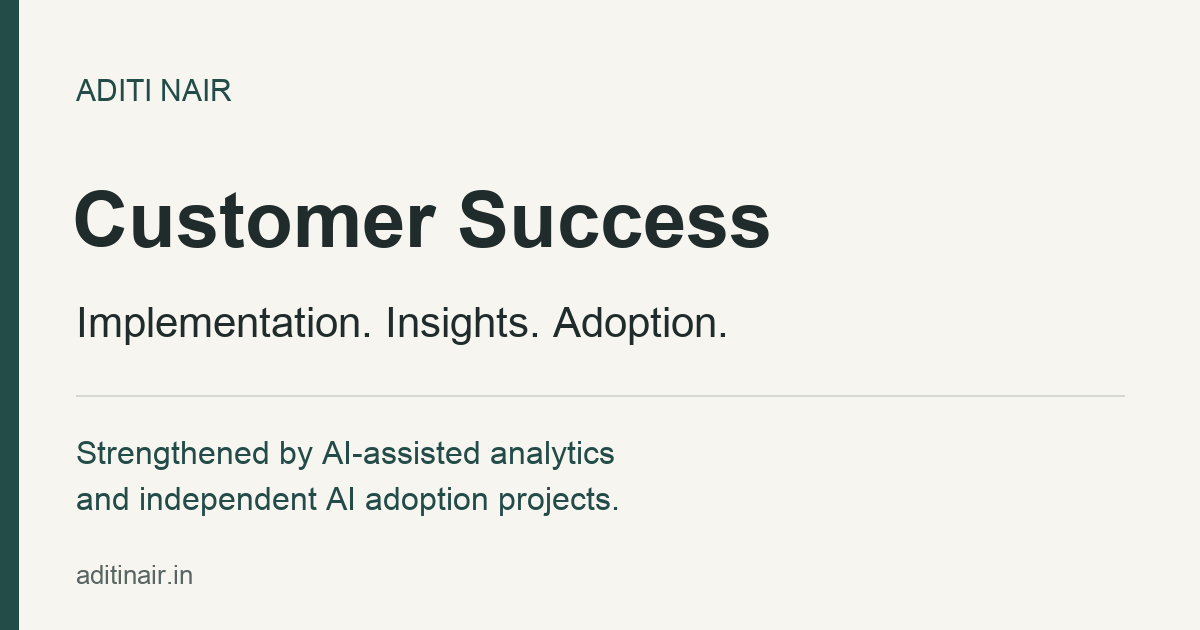 ADITI NAIR
Customer Success
Implementation. Insights. Adoption.
Strengthened by AI-assisted analytics
and independent AI adoption projects.
aditinair.in